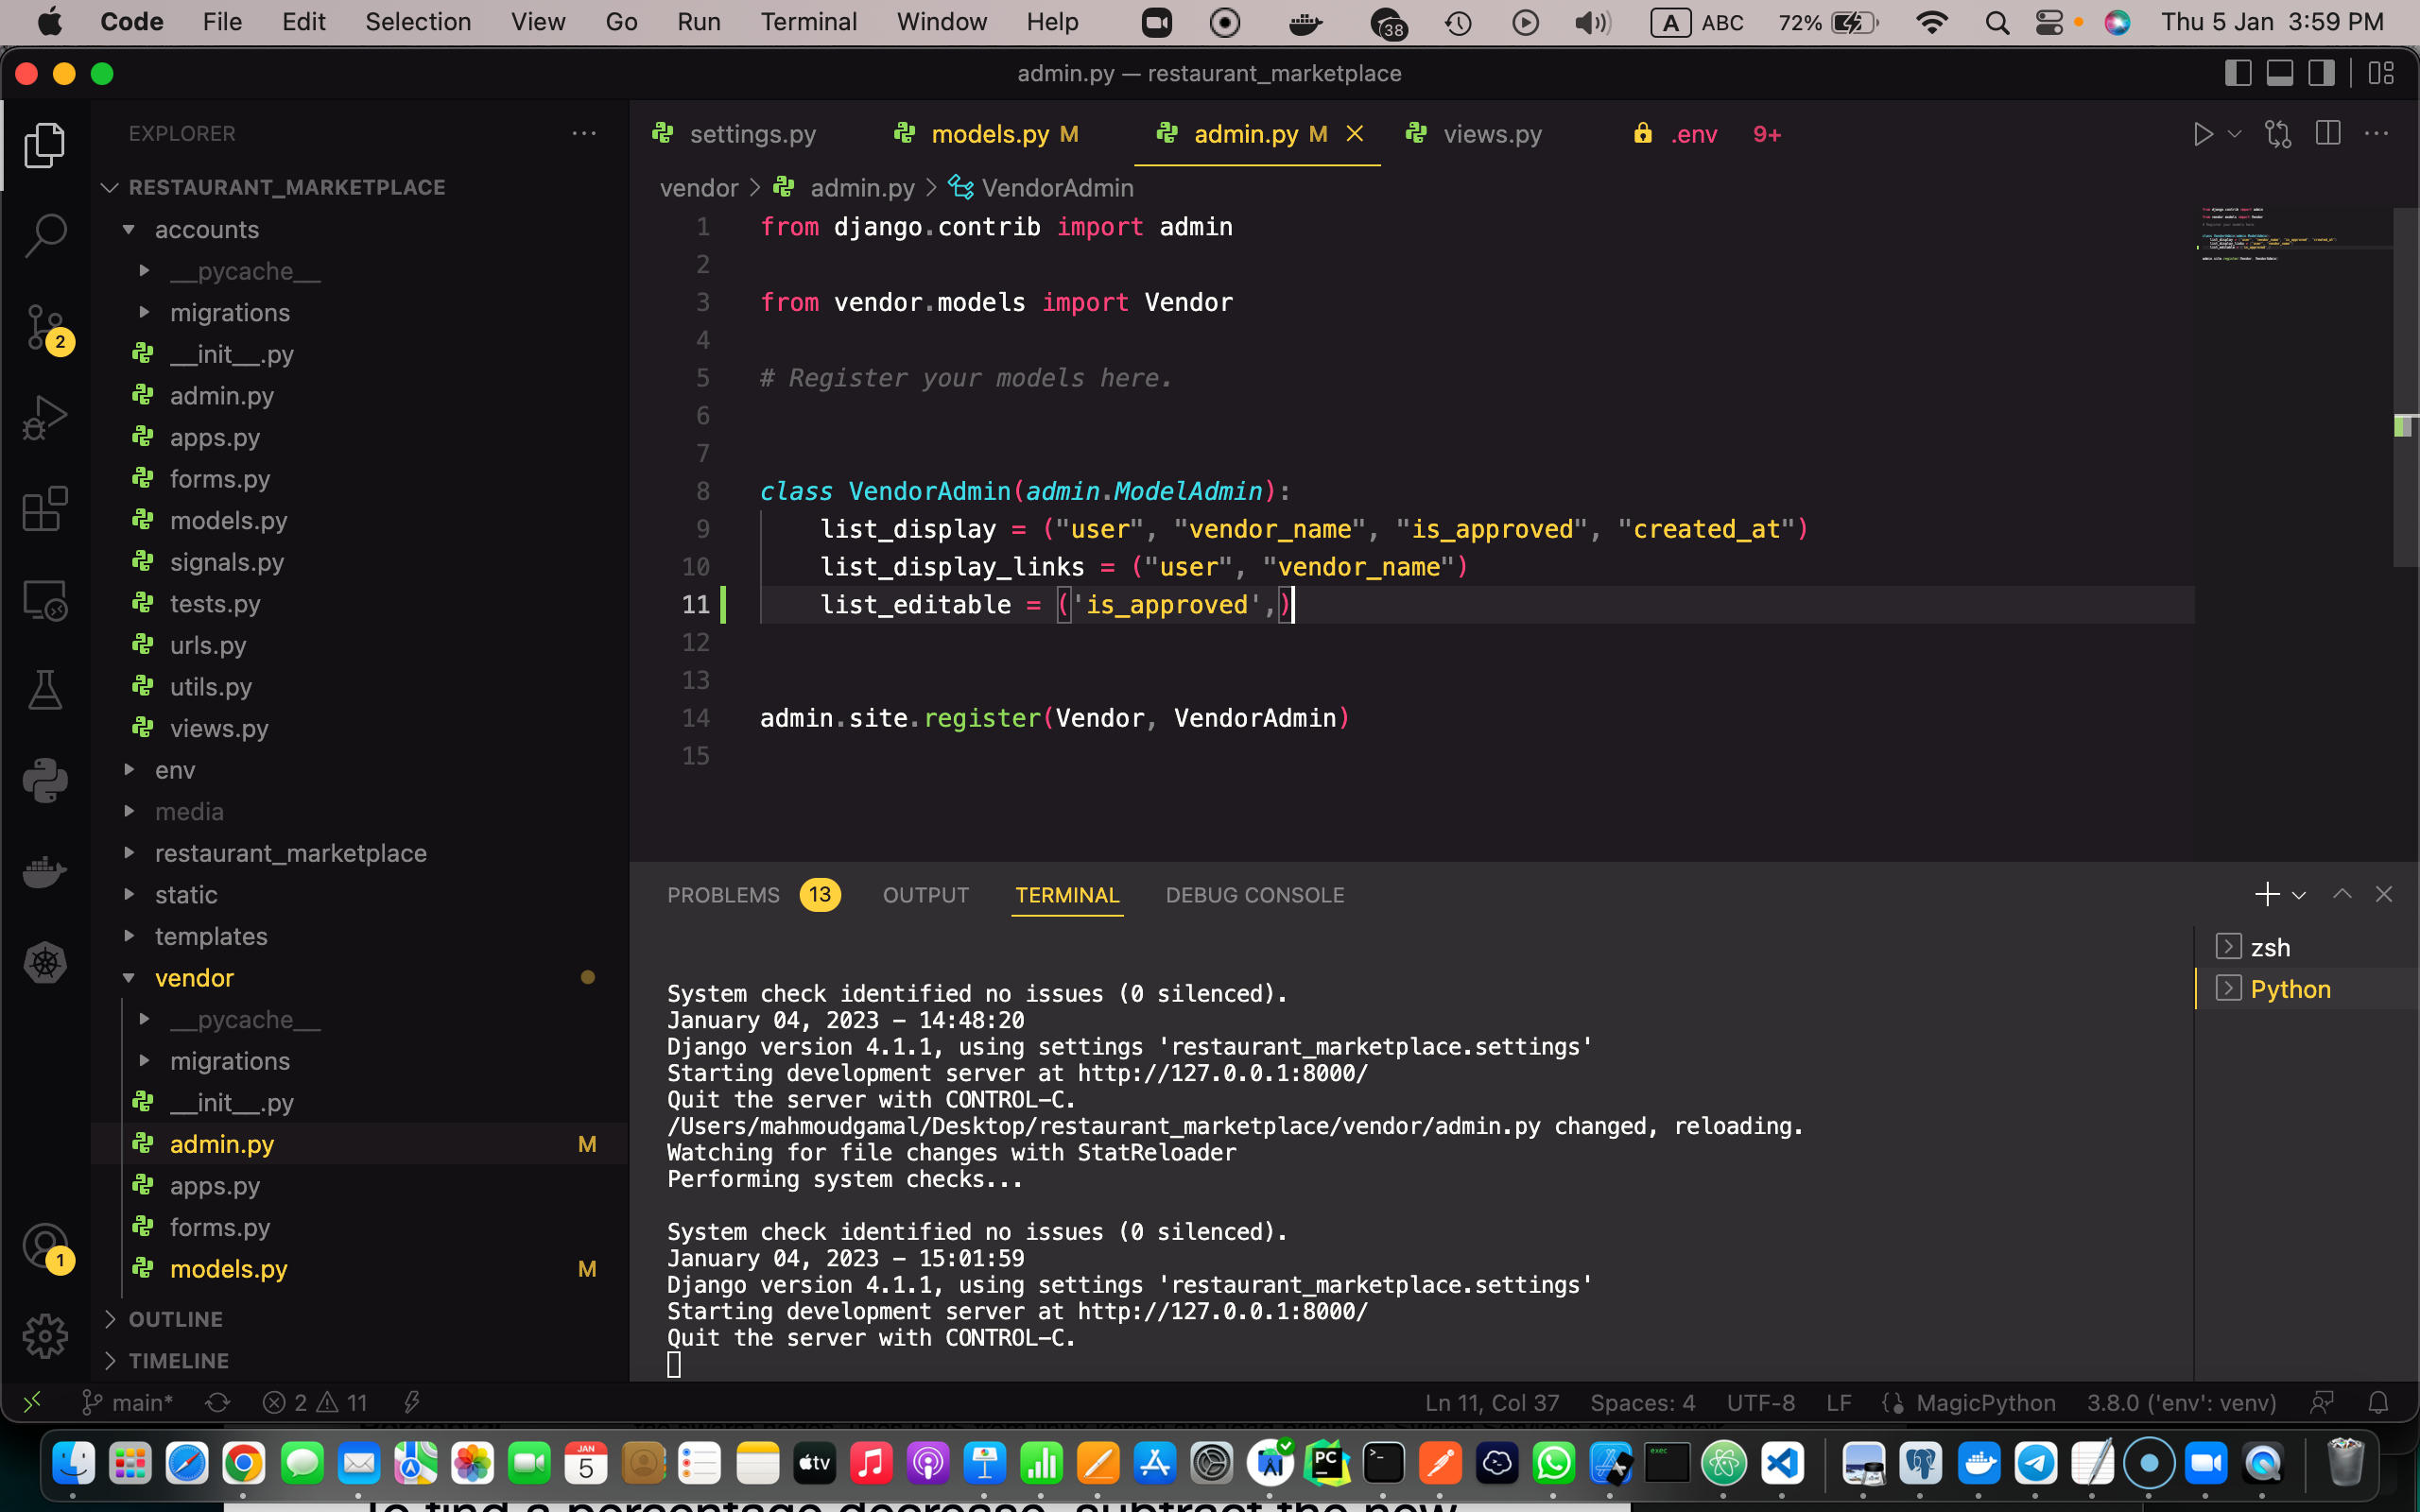 Code File Edit Selection View Go Run Terminal Window Help 38 A ABC 72% Thu 5 Jan 3:59 PM
admin.py — restaurant_marketplace
EXPLORER
RESTAURANT_MARKETPLACE
accounts
__pycache__
migrations
__init__.py
admin.py
apps.py
forms.py
models.py
signals.py
tests.py
urls.py
utils.py
views.py
env
media
restaurant_marketplace
static
templates
vendor
__pycache__
migrations
__init__.py
admin.py M
apps.py
forms.py
models.py M
OUTLINE
TIMELINE
2
1
settings.py models.py M admin.py M views.py .env 9+
vendor > admin.py > VendorAdmin
1 from django.contrib import admin
2
3 from vendor.models import Vendor
4
5 # Register your models here.
6
7
8 class VendorAdmin(admin.ModelAdmin):
9 list_display = ("user", "vendor_name", "is_approved", "created_at")
10 list_display_links = ("user", "vendor_name")
11 list_editable = ('is_approved',)
12
13
14 admin.site.register(Vendor, VendorAdmin)
15
PROBLEMS 13 OUTPUT TERMINAL DEBUG CONSOLE
zsh
Python
System check identified no issues (0 silenced).
January 04, 2023 - 14:48:20
Django version 4.1.1, using settings 'restaurant_marketplace.settings'
Starting development server at http://127.0.0.1:8000/
Quit the server with CONTROL-C.
/Users/mahmoudgamal/Desktop/restaurant_marketplace/vendor/admin.py changed, reloading.
Watching for file changes with StatReloader
Performing system checks...
System check identified no issues (0 silenced).
January 04, 2023 - 15:01:59
Django version 4.1.1, using settings 'restaurant_marketplace.settings'
Starting development server at http://127.0.0.1:8000/
Quit the server with CONTROL-C.
main* 2 11 Ln 11, Col 37 Spaces: 4 UTF-8 LF MagicPython 3.8.0 ('env': venv)
JAN
5
tv
PC
exec
To find a percentage decrease, subtract the new